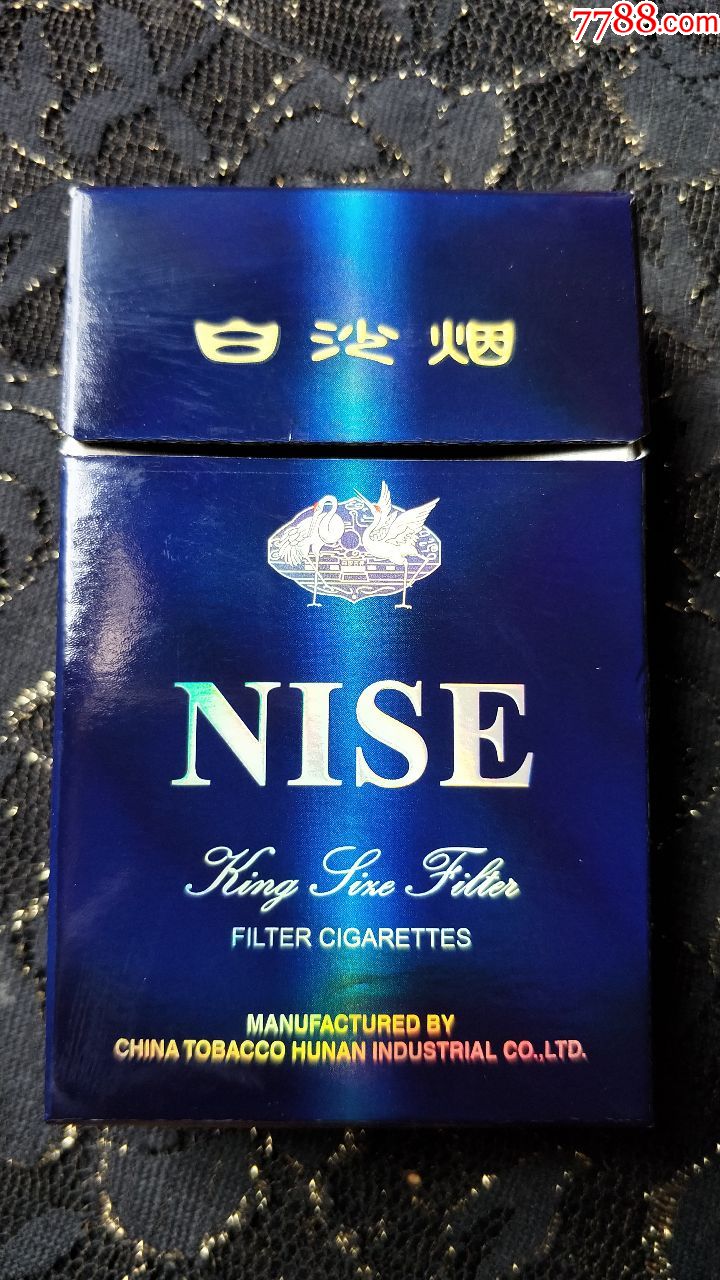 7788.com
白沙烟
NISE
King Size Filter
FILTER CIGARETTES
MANUFACTURED BY
CHINA TOBACCO HUNAN INDUSTRIAL CO.,LTD.